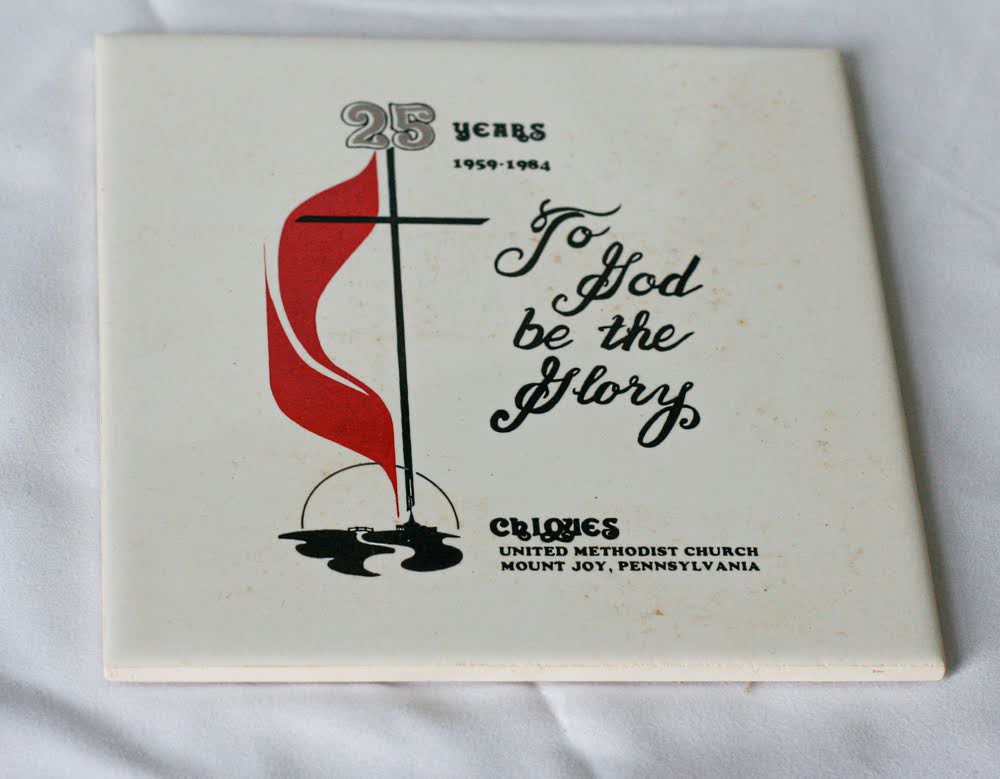 25 YEARS
1959-1984
To
God
be the
Glory
CHIQUES
UNITED METHODIST CHURCH
MOUNT JOY, PENNSYLVANIA